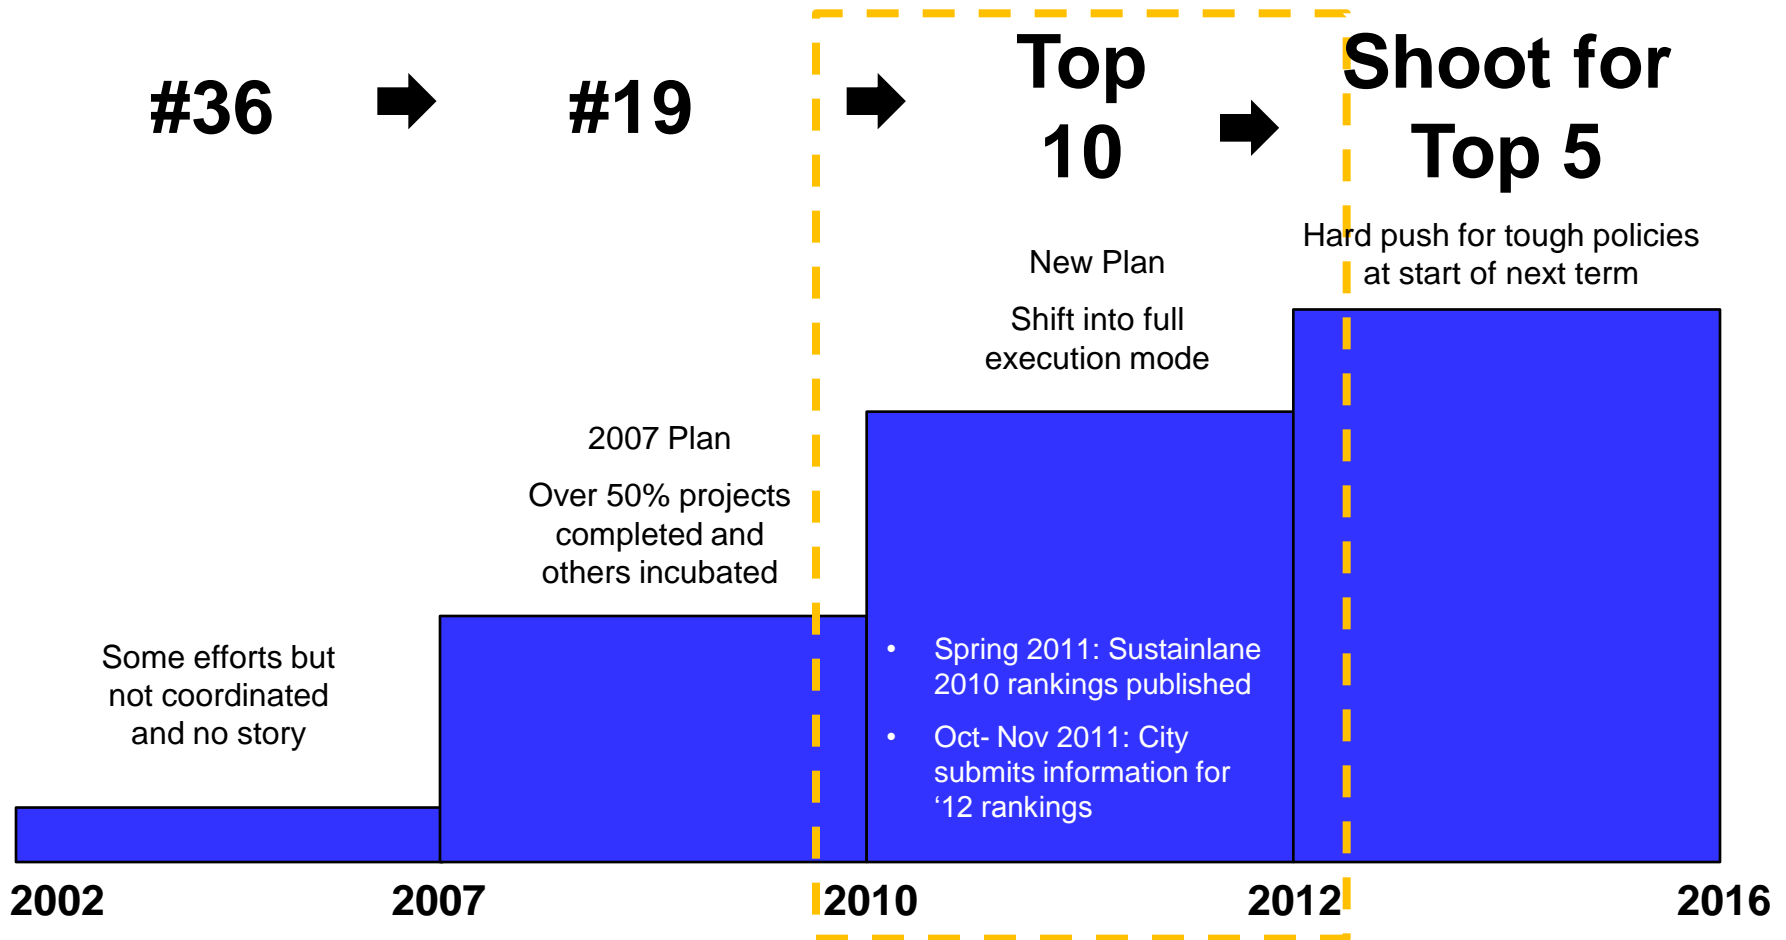 #36
#19
Top
10
Shoot for
Top 5
Hard push for tough policies
at start of next term
New Plan
Shift into full
execution mode
2007 Plan
Over 50% projects
completed and
others incubated
Some efforts but
not coordinated
and no story
• Spring 2011: Sustainlane
2010 rankings published
• Oct- Nov 2011: City
submits information for
‘12 rankings
2002
2007
2010
2012
2016